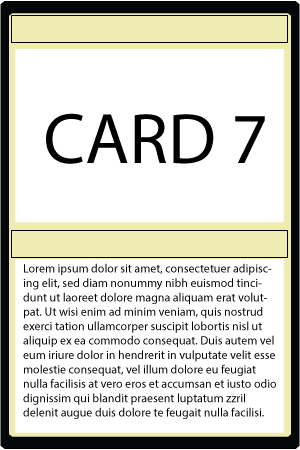 CARD 7
Lorem ipsum dolor sit amet, consectetuer adipisc-
ing elit, sed diam nonummy nibh euismod tinci-
dunt ut laoreet dolore magna aliquam erat volut-
pat. Ut wisi enim ad minim veniam, quis nostrud
exerci tation ullamcorper suscipit lobortis nisl ut
aliquip ex ea commodo consequat. Duis autem vel
eum iriure dolor in hendrerit in vulputate velit esse
molestie consequat, vel illum dolore eu feugiat
nulla facilisis at vero eros et accumsan et iusto odio
dignissim qui blandit praesent luptatum zzril
delenit augue duis dolore te feugait nulla facilisi.